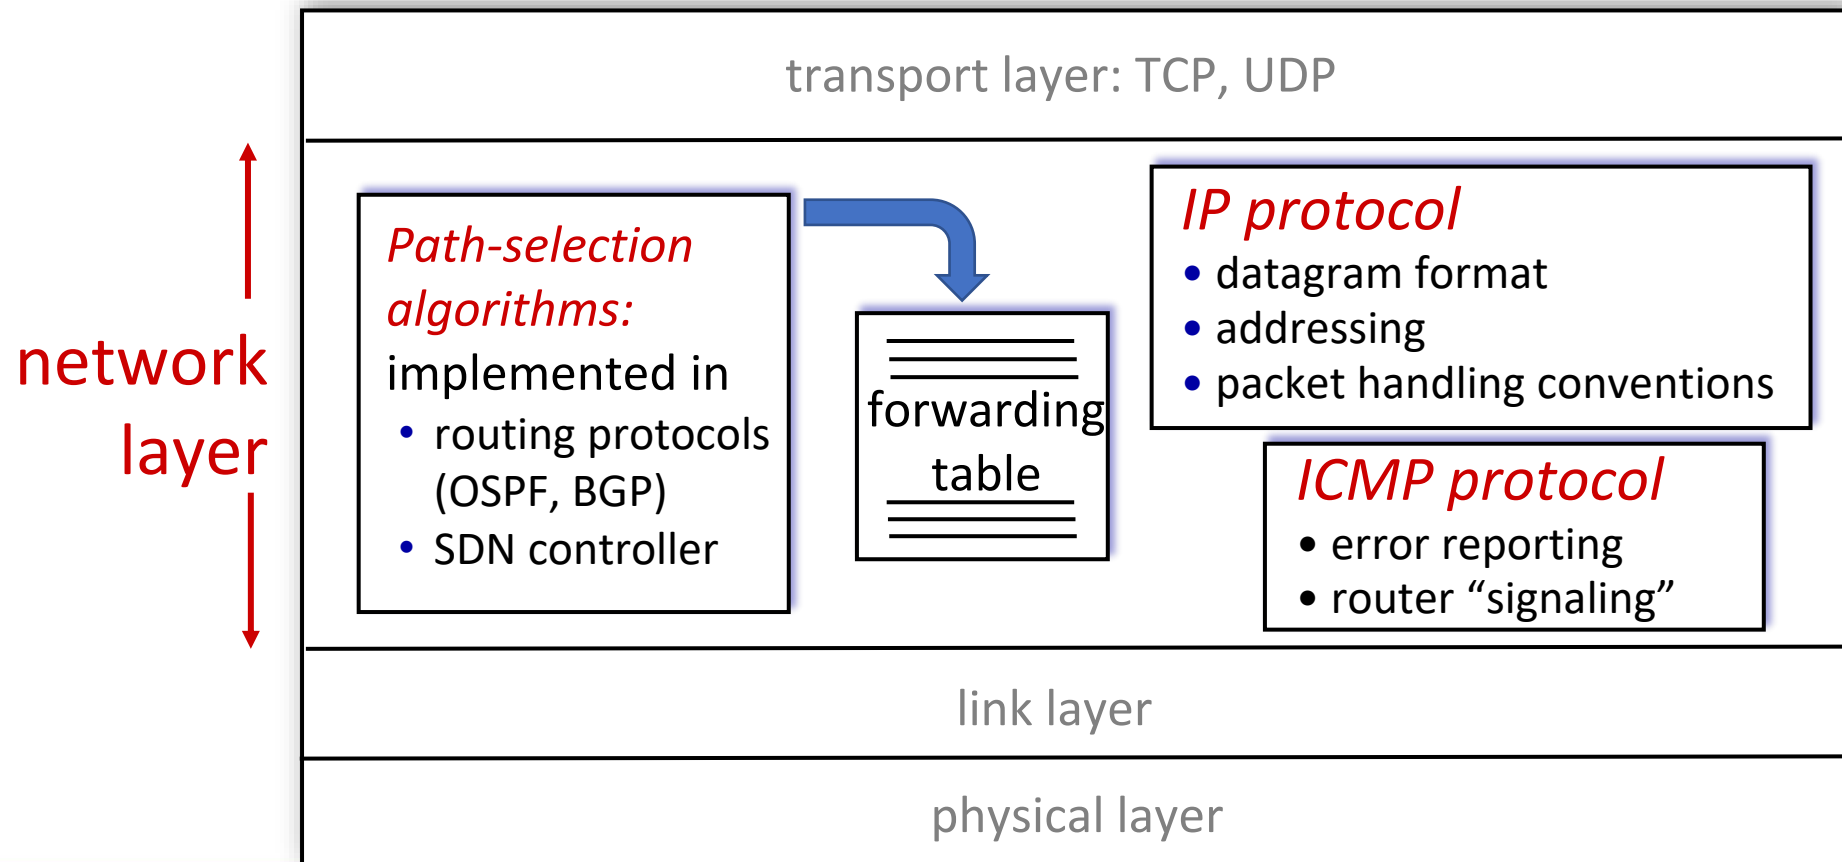 transport layer: TCP, UDP
network
layer
Path-selection
algorithms:
implemented in
• routing protocols
(OSPF, BGP)
• SDN controller
forwarding
table
IP protocol
• datagram format
• addressing
• packet handling conventions
ICMP protocol
• error reporting
• router “signaling”
link layer
physical layer